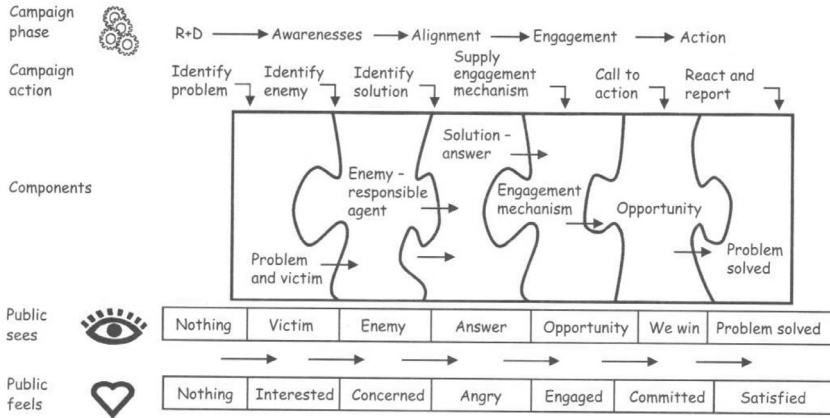 Campaign
phase
R+D
Awarenesses
Alignment
Engagement
Action
Campaign
action
Identify
problem
Identify
enemy
Identify
solution
Supply
engagement
mechanism
Call to
action
React and
report
Components
Problem
and victim
Enemy –
responsible
agent
Solution –
answer
Engagement
mechanism
Opportunity
Problem
solved
Public
sees
Nothing
Victim
Enemy
Answer
Opportunity
We win
Problem solved
Public
feels
Nothing
Interested
Concerned
Angry
Engaged
Committed
Satisfied